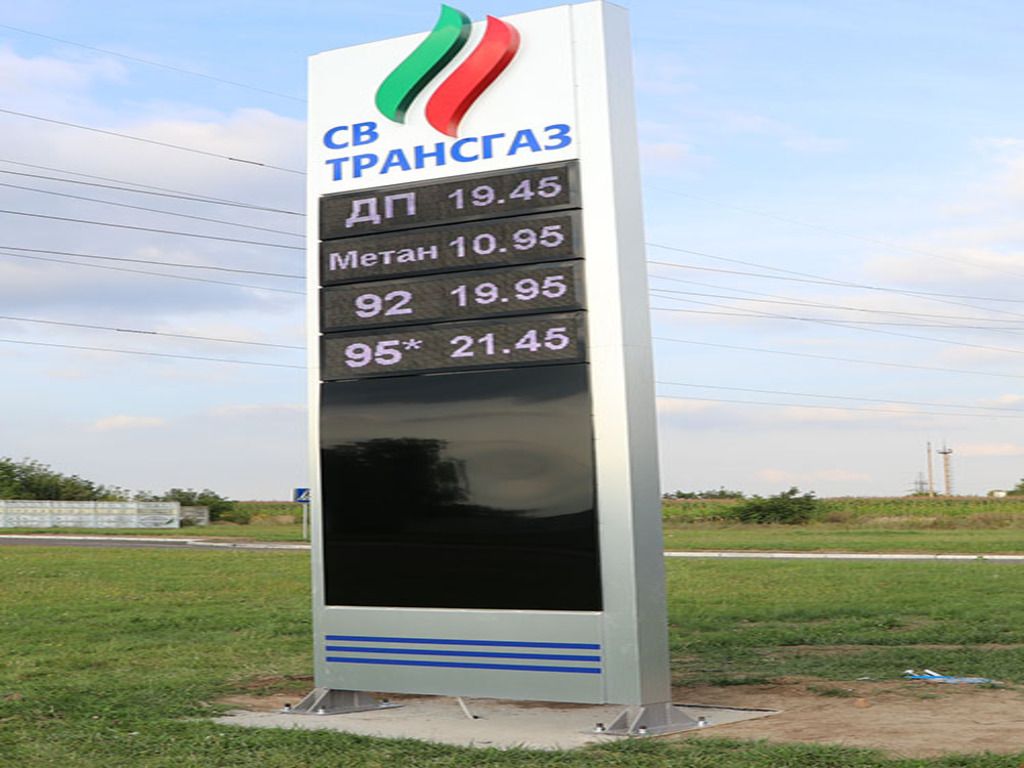 СВ
ТРАНСГАЗ
ДП 19.45
Метан 10.95
92 19.95
95* 21.45